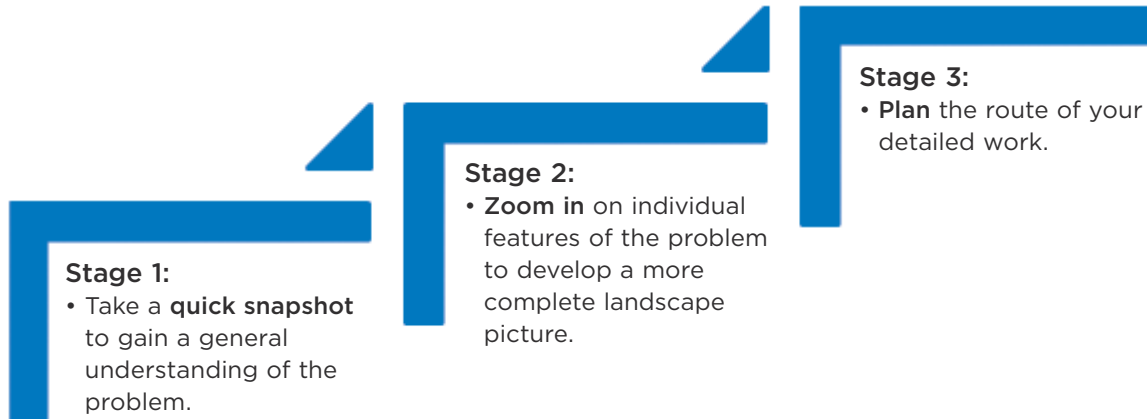 Stage 1:
• Take a quick snapshot
to gain a general
understanding of the
problem.
Stage 2:
• Zoom in on individual
features of the problem
to develop a more
complete landscape
picture.
Stage 3:
• Plan the route of your
detailed work.